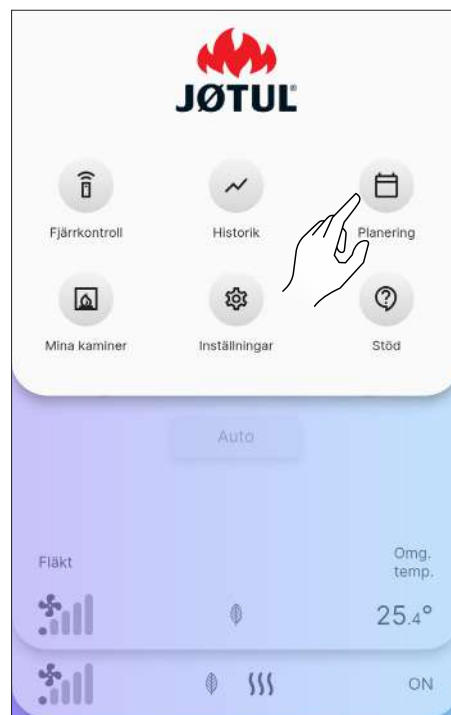 JØTUL
Fjärrkontroll
Historik
Planering
Mina kaminer
Inställningar
Stöd
Auto
Fläkt
Omg.
temp.
25.4°
ON